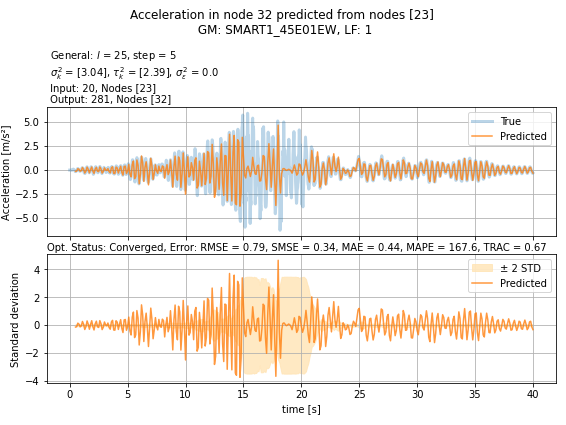 Acceleration in node 32 predicted from nodes [23]
GM: SMART1_45E01EW, LF: 1
General: l = 25, step = 5
σ²ₖ = [3.04], τ²ₖ = [2.39], σ²ε = 0.0
Input: 20, Nodes [23]
Output: 281, Nodes [32]
Acceleration [m/s²]
5.0
2.5
0.0
−2.5
−5.0
True
Predicted
Opt. Status: Converged, Error: RMSE = 0.79, SMSE = 0.34, MAE = 0.44, MAPE = 167.6, TRAC = 0.67
Standard deviation
4
2
0
−2
−4
± 2 STD
Predicted
0 5 10 15 20 25 30 35 40
time [s]